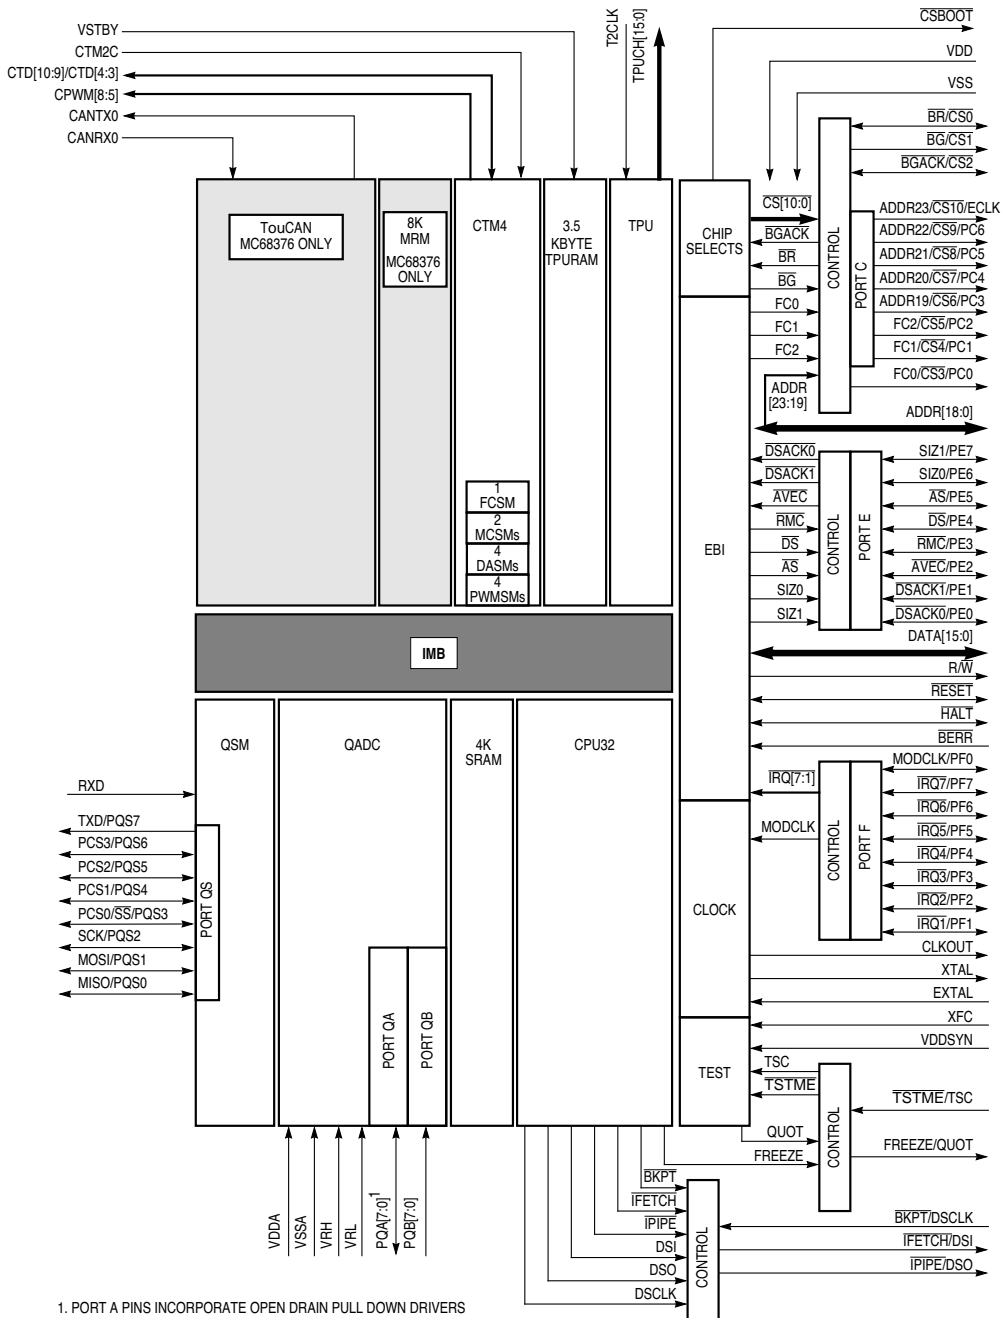 VSTBY
CTM2C
CTD[10:9]/CTD[4:3]
CPWM[8:5]
CANTX0
CANRX0
T2CLK
TPUCH[15:0]
CSBOOT
VDD
VSS
BR/CS0
BG/CS1
BGACK/CS2
TouCAN
MC68376 ONLY
8K
MRM
MC68376
ONLY
CTM4
3.5
KBYTE
TPURAM
TPU
CHIP
SELECTS
CS[10:0]
BGACK
BR
BG
FC0
FC1
FC2
ADDR
[23:19]
CONTROL
PORT C
ADDR23/CS10/ECLK
ADDR22/CS9/PC6
ADDR21/CS8/PC5
ADDR20/CS7/PC4
ADDR19/CS6/PC3
FC2/CS5/PC2
FC1/CS4/PC1
FC0/CS3/PC0
ADDR[18:0]
1
FCSM
2
MCSMs
4
DASMs
4
PWMSMs
EBI
DSACK0
DSACK1
AVEC
RMC
DS
AS
SIZ0
SIZ1
CONTROL
PORT E
SIZ1/PE7
SIZ0/PE6
AS/PE5
DS/PE4
RMC/PE3
AVEC/PE2
DSACK1/PE1
DSACK0/PE0
DATA[15:0]
R/W
RESET
HALT
BERR
IMB
QSM
QADC
4K
SRAM
CPU32
RXD
TXD/PQS7
PCS3/PQS6
PCS2/PQS5
PCS1/PQS4
PCS0/SS/PQS3
SCK/PQS2
MOSI/PQS1
MISO/PQS0
PORT QS
PORT QA
PORT QB
IRQ[7:1]
MODCLK
CONTROL
PORT F
MODCLK/PF0
IRQ7/PF7
IRQ6/PF6
IRQ5/PF5
IRQ4/PF4
IRQ3/PF3
IRQ2/PF2
IRQ1/PF1
CLOCK
CLKOUT
XTAL
EXTAL
XFC
VDDSYN
TEST
TSC
TSTME
QUOT
FREEZE
CONTROL
TSTME/TSC
FREEZE/QUOT
VDDA
VSSA
VRH
VRL
PQA[7:0]1
PQB[7:0]
BKPT
IFETCH
IPIPE
DSI
DSO
DSCLK
CONTROL
BKPT/DSCLK
IFETCH/DSI
IPIPE/DSO
1. PORT A PINS INCORPORATE OPEN DRAIN PULL DOWN DRIVERS